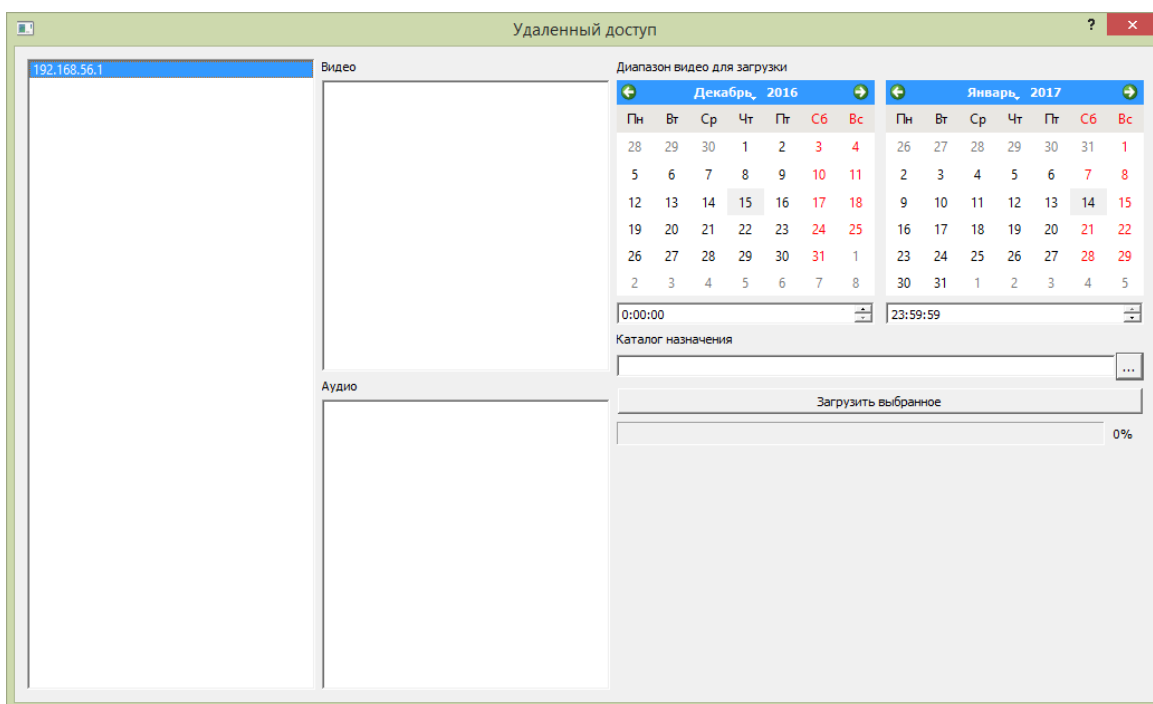 Удаленный доступ
?
192.168.56.1
Видео
Аудио
Диапазон видео для загрузки
Декабрь, 2016
Пн Вт Ср Чт Пт Сб Вс
28 29 30 1 2 3 4
5 6 7 8 9 10 11
12 13 14 15 16 17 18
19 20 21 22 23 24 25
26 27 28 29 30 31 1
2 3 4 5 6 7 8
0:00:00
Январь, 2017
Пн Вт Ср Чт Пт Сб Вс
26 27 28 29 30 31 1
2 3 4 5 6 7 8
9 10 11 12 13 14 15
16 17 18 19 20 21 22
23 24 25 26 27 28 29
30 31 1 2 3 4 5
23:59:59
Каталог назначения
...
Загрузить выбранное
0%